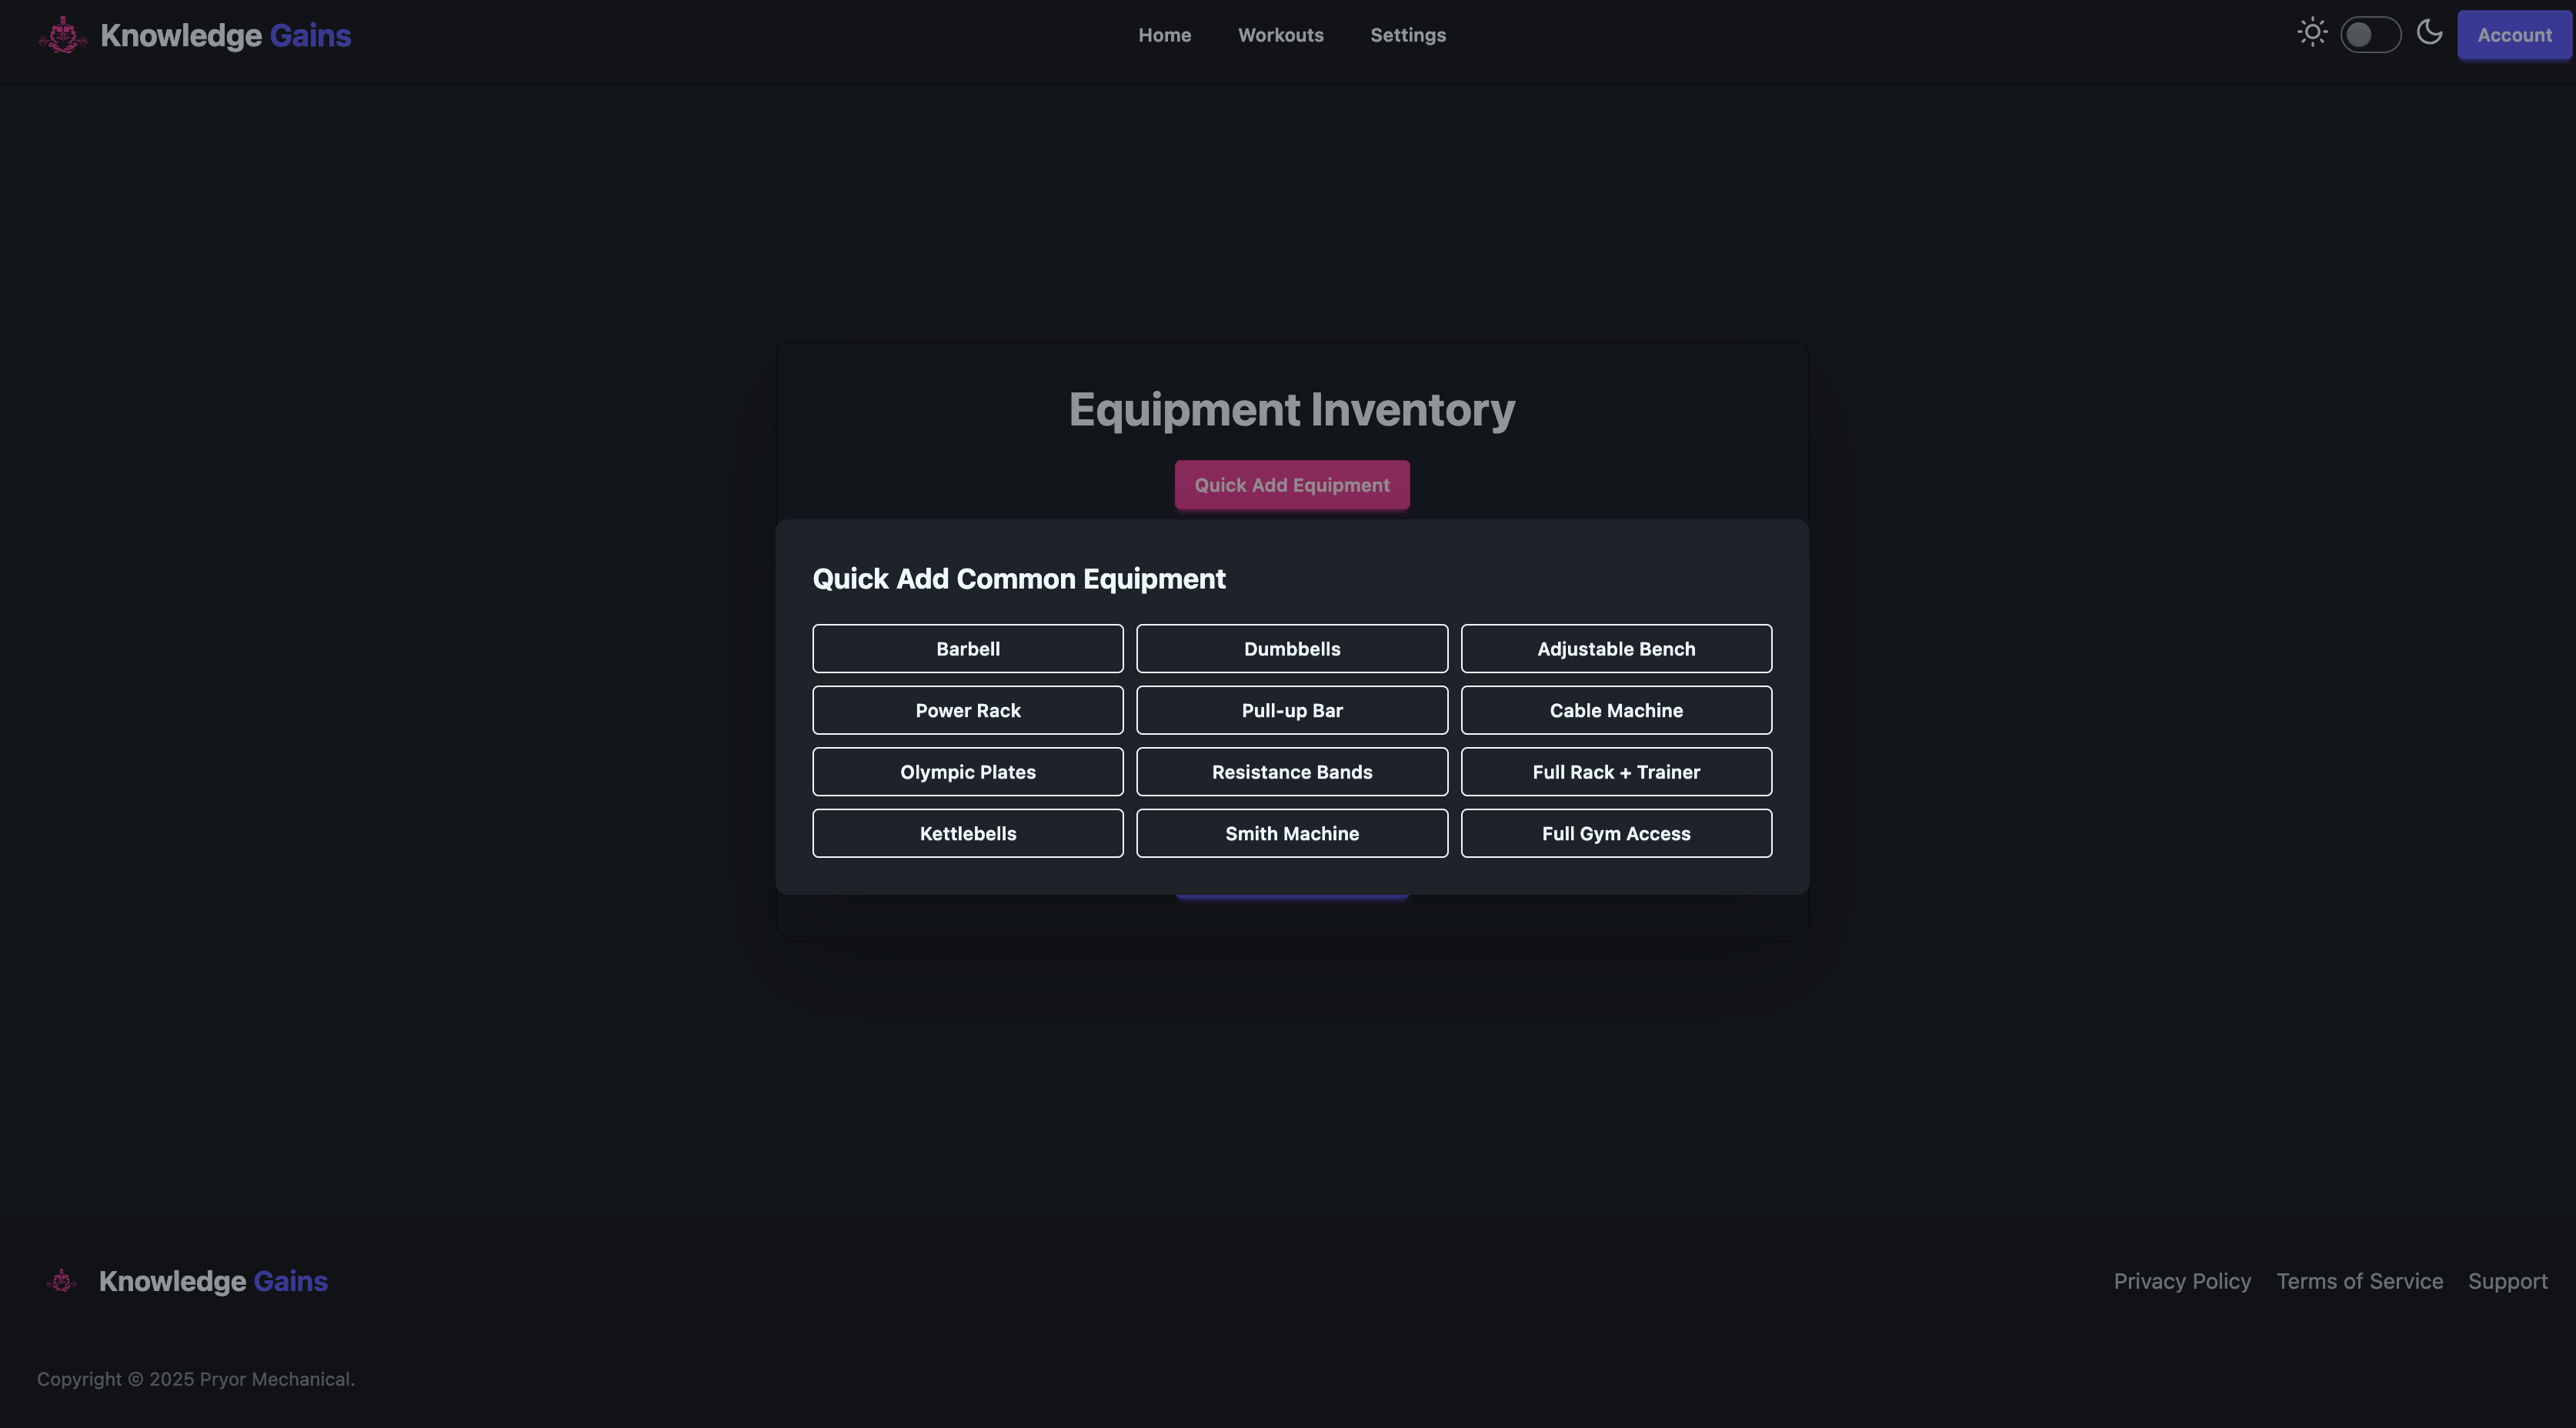 Knowledge Gains
Home Workouts Settings
Account
Equipment Inventory
Quick Add Equipment
Quick Add Common Equipment
Barbell Dumbbells Adjustable Bench
Power Rack Pull-up Bar Cable Machine
Olympic Plates Resistance Bands Full Rack + Trainer
Kettlebells Smith Machine Full Gym Access
Knowledge Gains
Privacy Policy Terms of Service Support
Copyright © 2025 Pryor Mechanical.